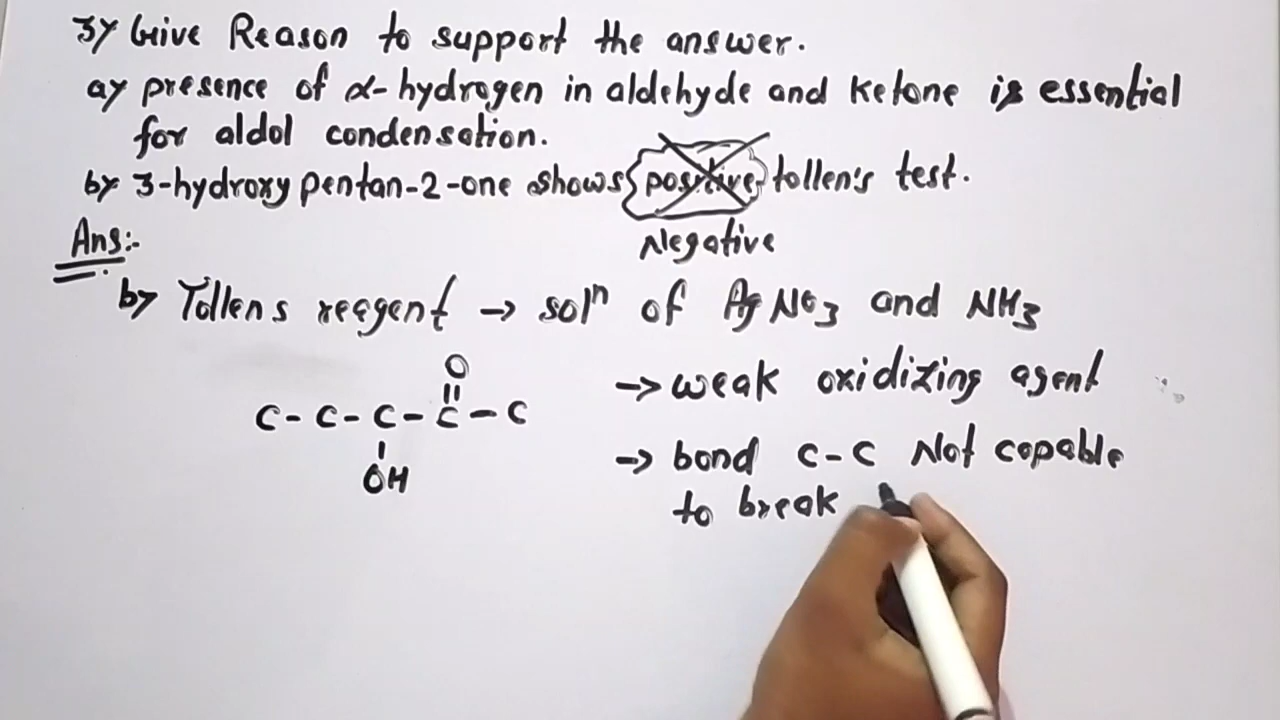 3) Give Reason to support the answer.
a) presence of α-hydrogen in aldehyde and ketone is essential
for aldol condensation.
b) 3-hydroxy pentan-2-one shows positive tollen's test.
Negative
Ans:-
b) Tollens reagent → solⁿ of AgNO3 and NH3
→ weak oxidizing agent
O
C - C - C - C - C
OH
→ bond C-C Not capable
to break